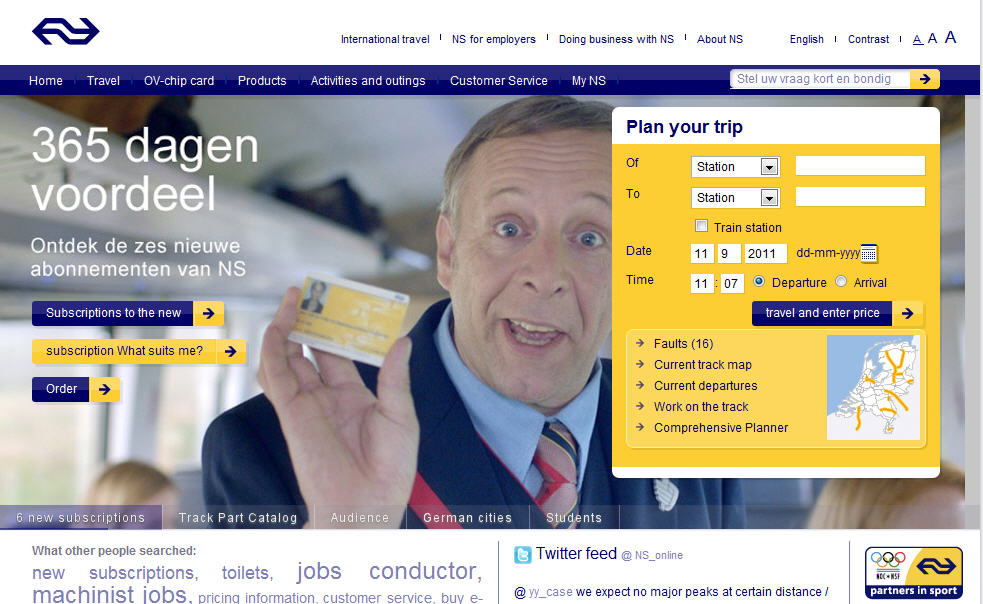 International travel NS for employers Doing business with NS About NS English Contrast A A A
Home Travel OV-chip card Products Activities and outings Customer Service My NS Stel uw vraag kort en bondig
365 dagen
voordeel
Ontdek de zes nieuwe
abonnementen van NS
Subscriptions to the new
subscription What suits me?
Order
Plan your trip
Of Station
To Station
Train station
Date 11 9 2011 dd-mm-yyyy
Time 11 : 07 Departure Arrival
travel and enter price
Faults (16)
Current track map
Current departures
Work on the track
Comprehensive Planner
6 new subscriptions Track Part Catalog Audience German cities Students
What other people searched:
new subscriptions, toilets, jobs conductor,
machinist jobs, pricing information, customer service, buy e-
Twitter feed @ NS_online
@ yy_case we expect no major peaks at certain distance /
NOC*NSF
partners in sport